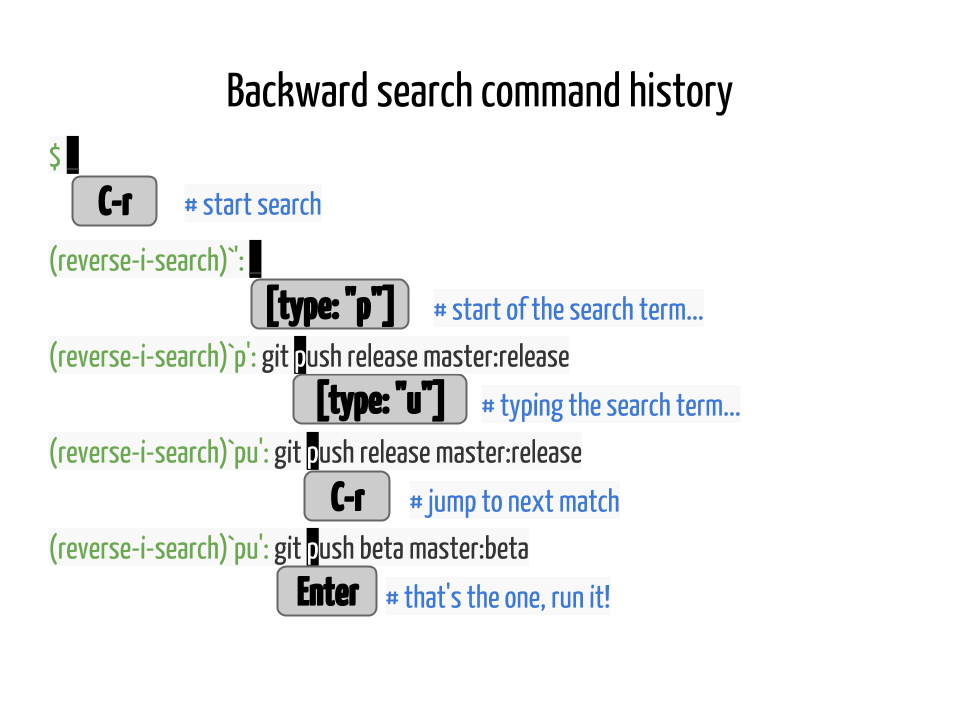 Backward search command history
$
C-r # start search
(reverse-i-search)`':
[type: "p"] # start of the search term...
(reverse-i-search)`p': git push release master:release
[type: "u"] # typing the search term...
(reverse-i-search)`pu': git push release master:release
C-r # jump to next match
(reverse-i-search)`pu': git push beta master:beta
Enter # that's the one, run it!